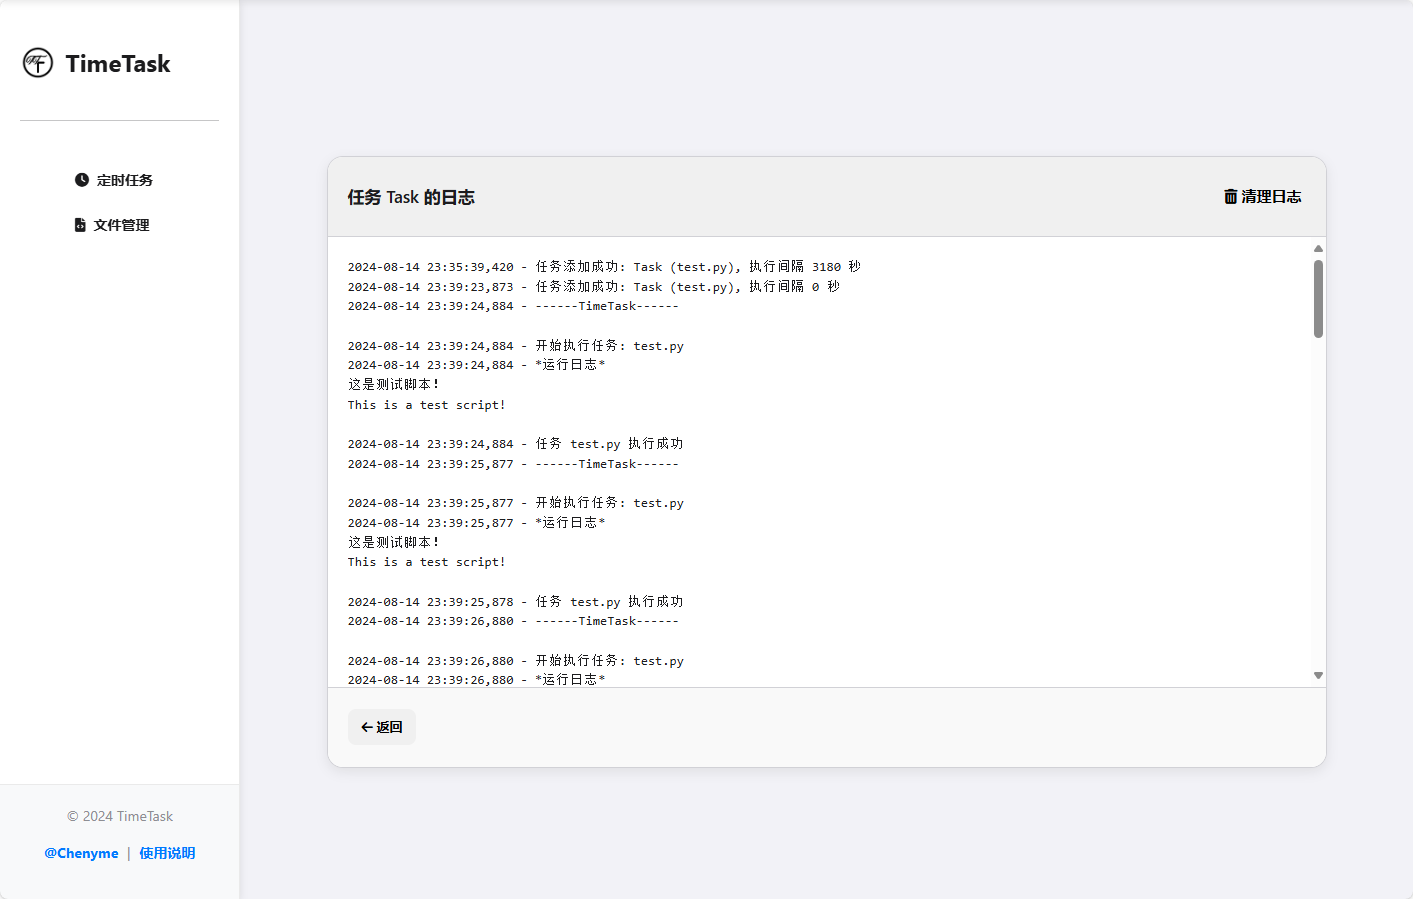 TimeTask
定时任务
文件管理
© 2024 TimeTask
@Chenyme | 使用说明
任务 Task 的日志
清理日志
2024-08-14 23:35:39,420 - 任务添加成功: Task (test.py), 执行间隔 3180 秒
2024-08-14 23:39:23,873 - 任务添加成功: Task (test.py), 执行间隔 0 秒
2024-08-14 23:39:24,884 - ------TimeTask------
2024-08-14 23:39:24,884 - 开始执行任务: test.py
2024-08-14 23:39:24,884 - *运行日志*
这是测试脚本!
This is a test script!
2024-08-14 23:39:24,884 - 任务 test.py 执行成功
2024-08-14 23:39:25,877 - ------TimeTask------
2024-08-14 23:39:25,877 - 开始执行任务: test.py
2024-08-14 23:39:25,877 - *运行日志*
这是测试脚本!
This is a test script!
2024-08-14 23:39:25,878 - 任务 test.py 执行成功
2024-08-14 23:39:26,880 - ------TimeTask------
2024-08-14 23:39:26,880 - 开始执行任务: test.py
2024-08-14 23:39:26,880 - *运行日志*
返回